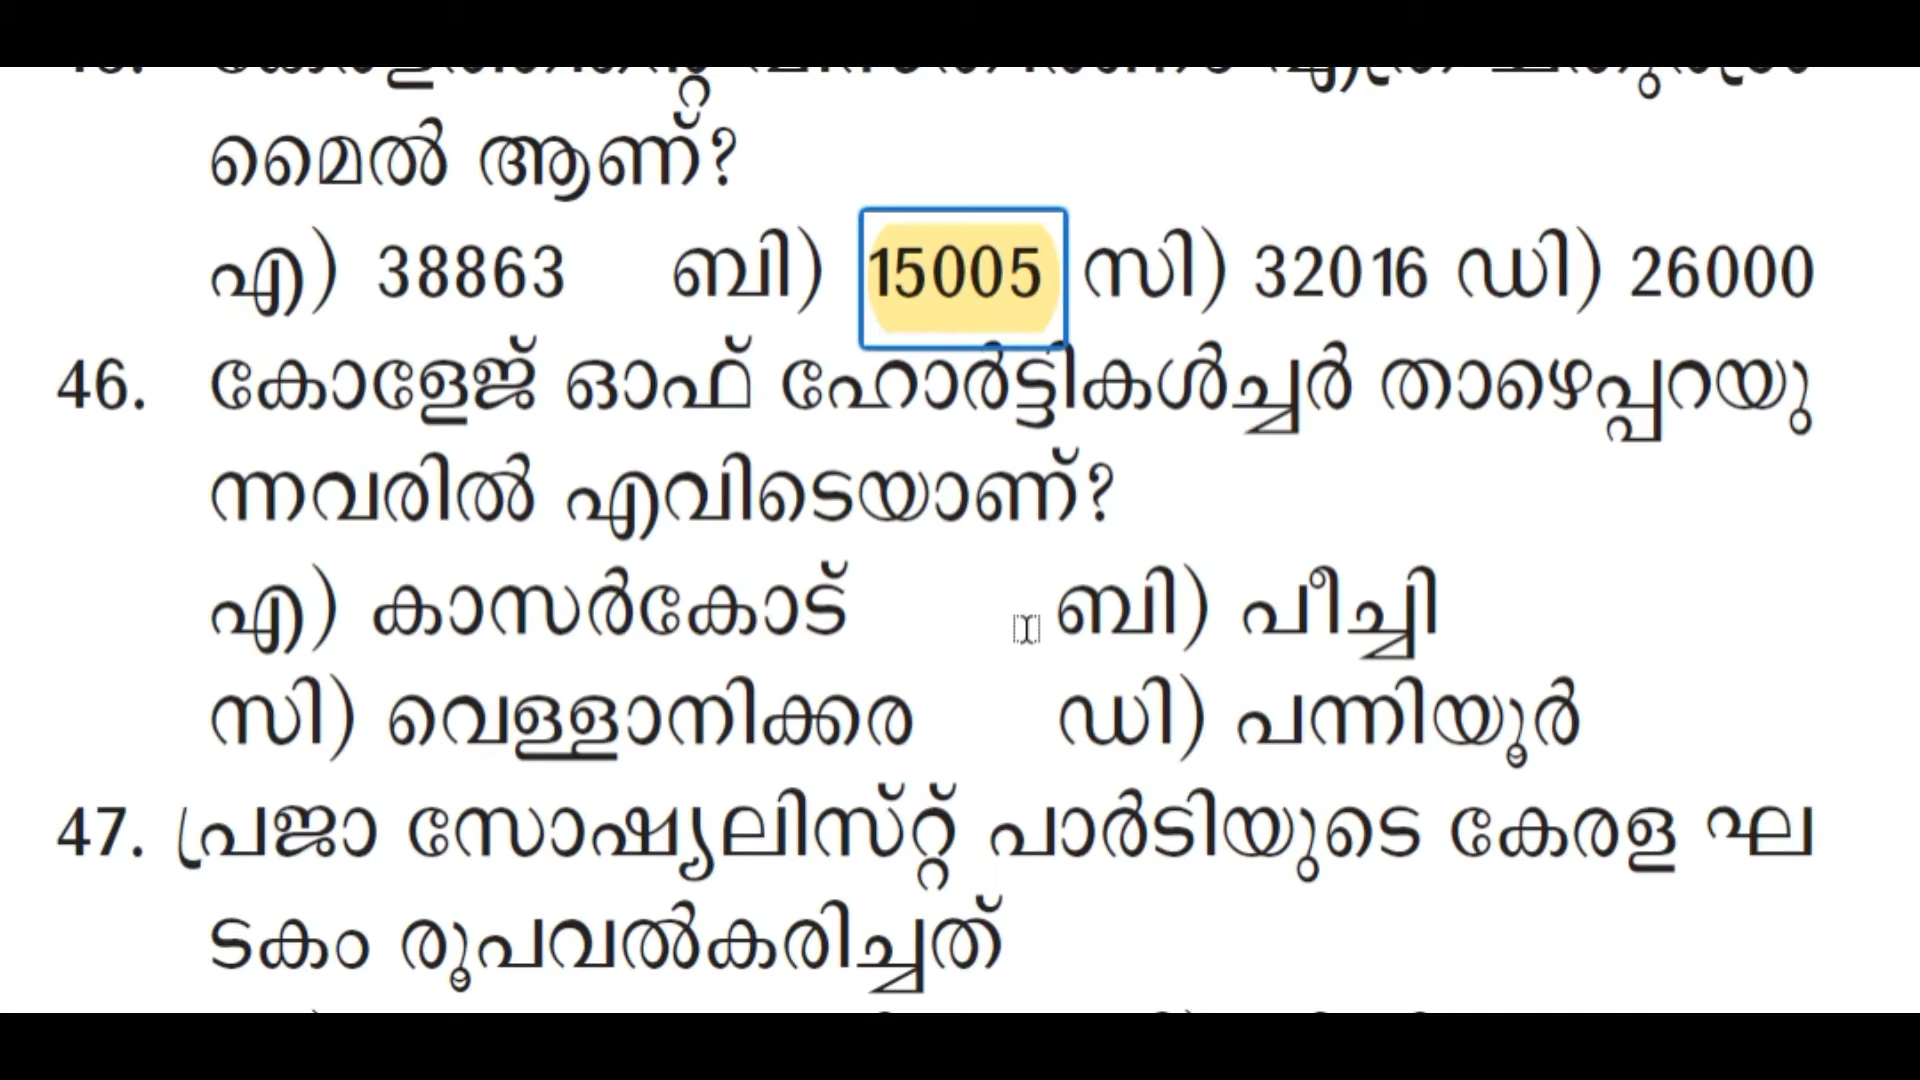 മൈൽ ആണ്?
എ) 38863 ബി) 15005 സി) 32016 ഡി) 26000
46. കോളേജ് ഓഫ് ഹോർട്ടികൾച്ചർ താഴെപ്പറയു
ന്നവരിൽ എവിടെയാണ്?
എ) കാസർകോട് ബി) പീച്ചി
സി) വെള്ളാനിക്കര ഡി) പന്നിയൂർ
47. പ്രജാ സോഷ്യലിസ്റ്റ് പാർടിയുടെ കേരള ഘ
ടകം രൂപവൽകരിച്ചത്